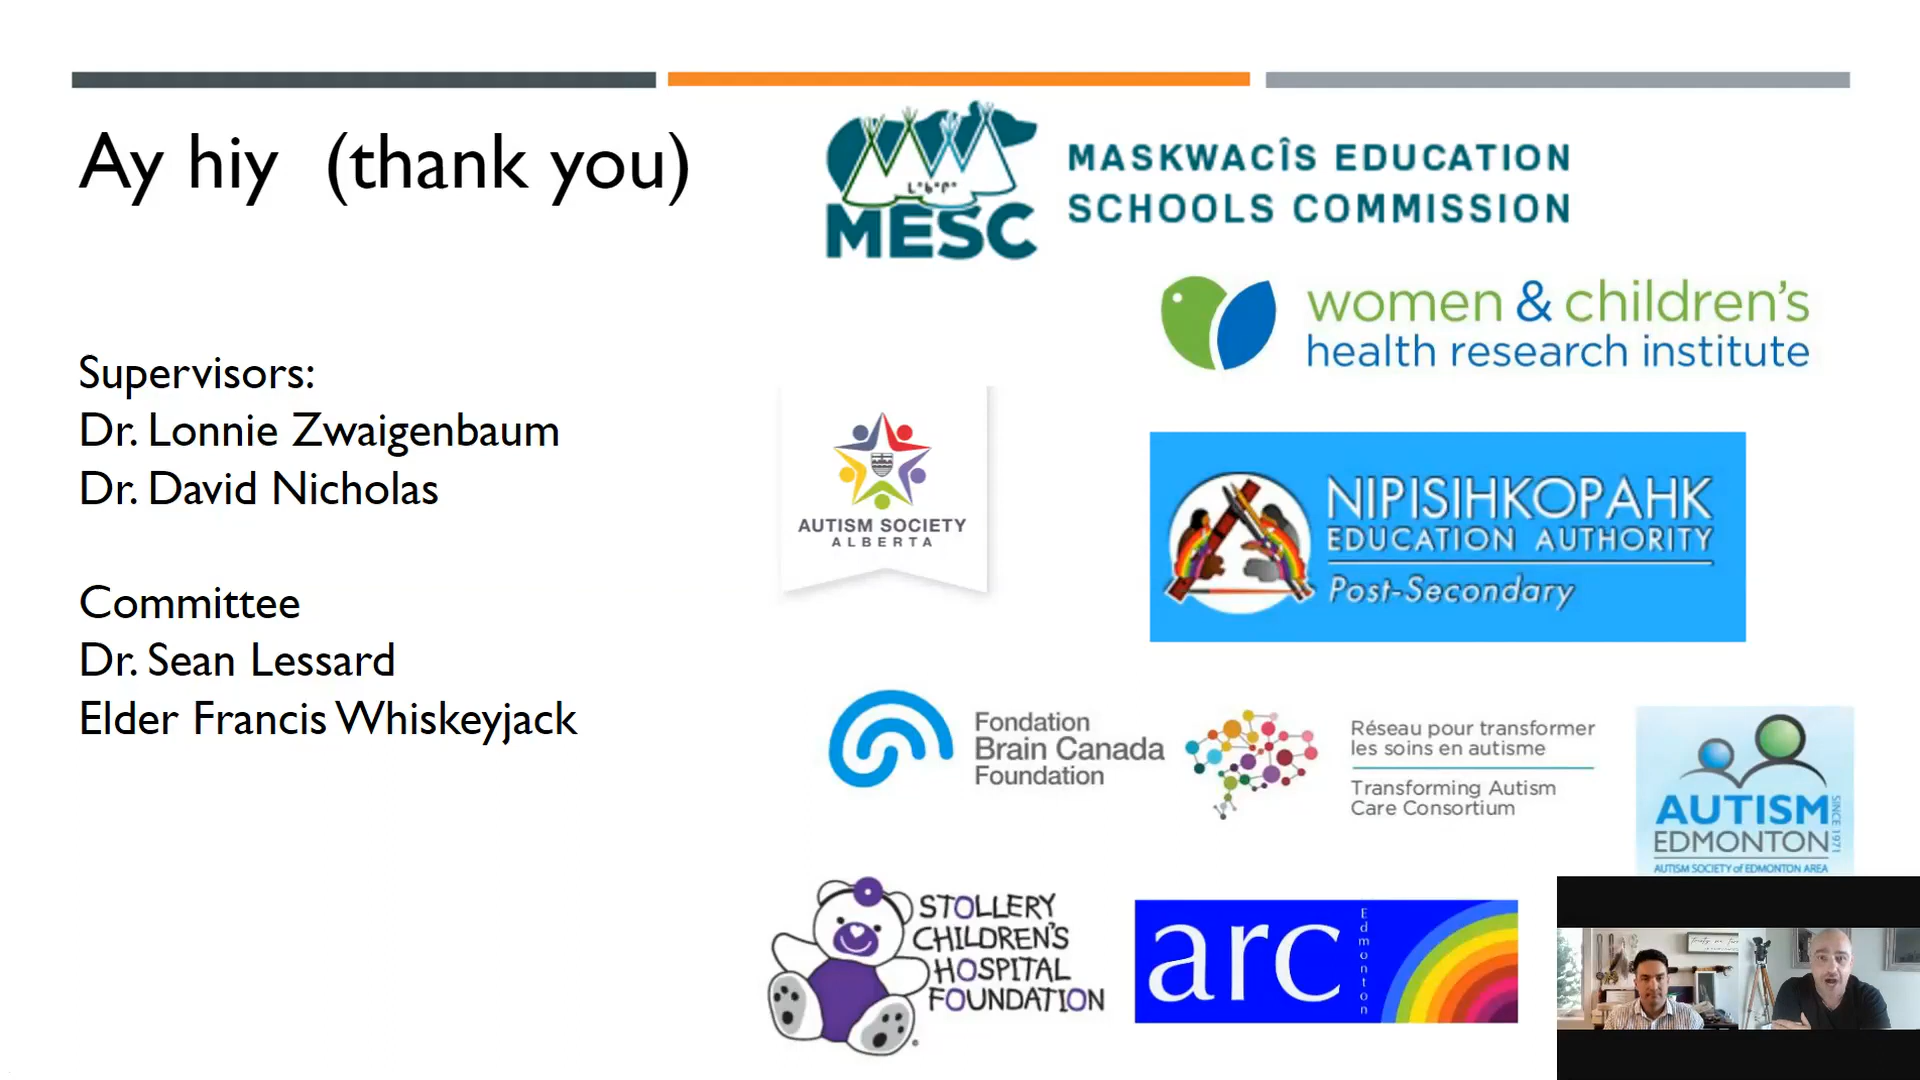 Ay hiy (thank you)
Supervisors:
Dr. Lonnie Zwaigenbaum
Dr. David Nicholas
Committee
Dr. Sean Lessard
Elder Francis Whiskeyjack
MESC
MASKWACÎS EDUCATION
SCHOOLS COMMISSION
women & children's
health research institute
AUTISM SOCIETY
ALBERTA
NIPISIHKOPAHK
EDUCATION AUTHORITY
Post-Secondary
Fondation
Brain Canada
Foundation
Réseau pour transformer
les soins en autisme
Transforming Autism
Care Consortium
AUTISM
EDMONTON
SINCE 1971
AUTISM SOCIETY of EDMONTON AREA
STOLLERY
CHILDREN'S
HOSPITAL
FOUNDATION
arc
Edmonton